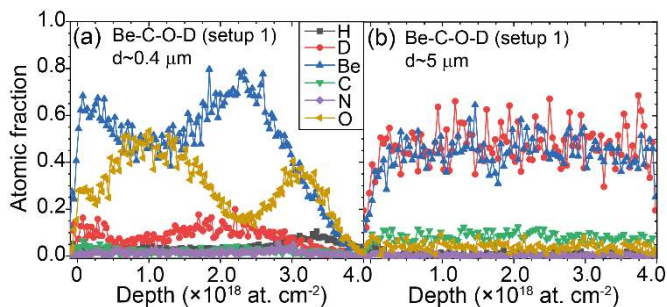 (a) Be-C-O-D (setup 1)
d~0.4 μm
H
D
Be
C
N
O
(b) Be-C-O-D (setup 1)
d~5 μm
Atomic fraction
1.0
0.8
0.6
0.4
0.2
0.0
0 1.0 2.0 3.0 4.0
0 1.0 2.0 3.0 4.0
Depth (×10¹⁸ at. cm⁻²)
Depth (×10¹⁸ at. cm⁻²)